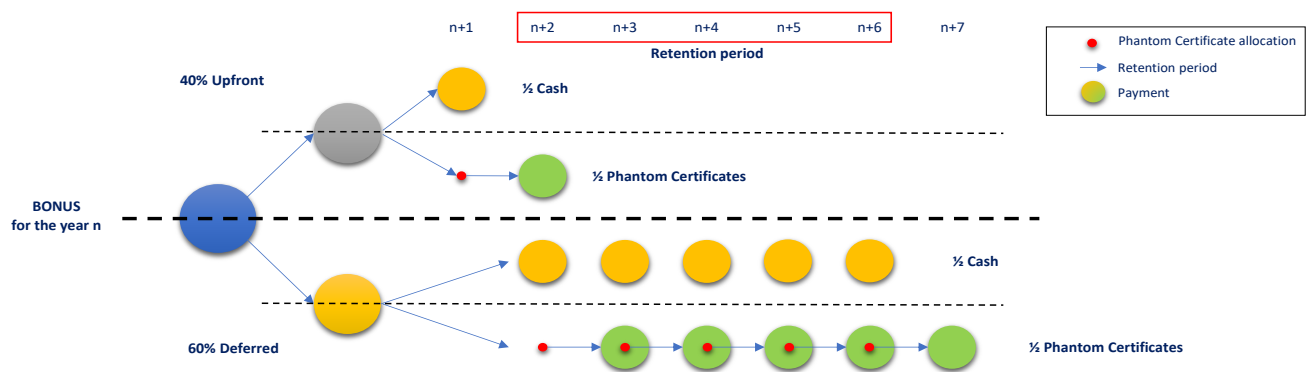 n+1 n+2 n+3 n+4 n+5 n+6 n+7
Retention period
Phantom Certificate allocation
Retention period
Payment
40% Upfront
½ Cash
½ Phantom Certificates
BONUS
for the year n
½ Cash
60% Deferred
½ Phantom Certificates